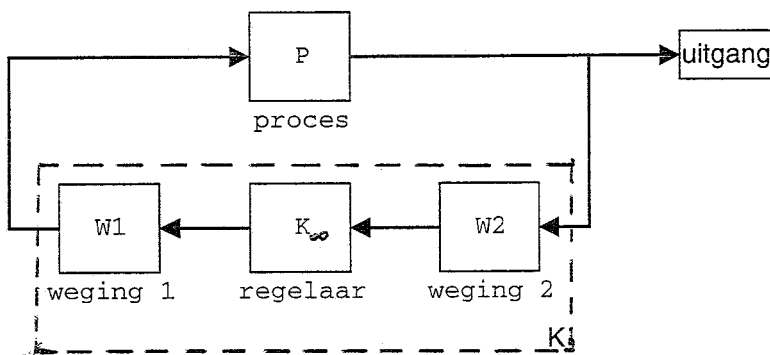 P
uitgang
proces
W1
K∞
W2
weging 1
regelaar
weging 2
K